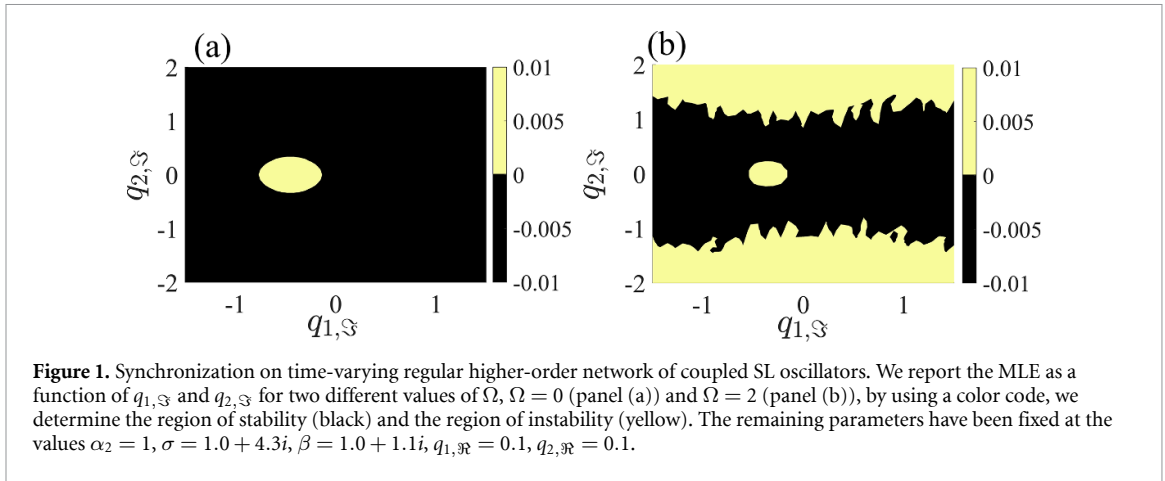 (a)
(b)
2
1
0
-1
-2
q₂,ℑ
-1
0
1
q₁,ℑ
0.01
0.005
0
-0.005
-0.01
2
1
0
-1
-2
q₂,ℑ
-1
0
1
q₁,ℑ
0.01
0.005
0
-0.005
-0.01
Figure 1. Synchronization on time-varying regular higher-order network of coupled SL oscillators. We report the MLE as a
function of q₁,ℑ and q₂,ℑ for two different values of Ω, Ω = 0 (panel (a)) and Ω = 2 (panel (b)), by using a color code, we
determine the region of stability (black) and the region of instability (yellow). The remaining parameters have been fixed at the
values α₂ = 1, σ = 1.0 + 4.3i, β = 1.0 + 1.1i, q₁,ℜ = 0.1, q₂,ℜ = 0.1.